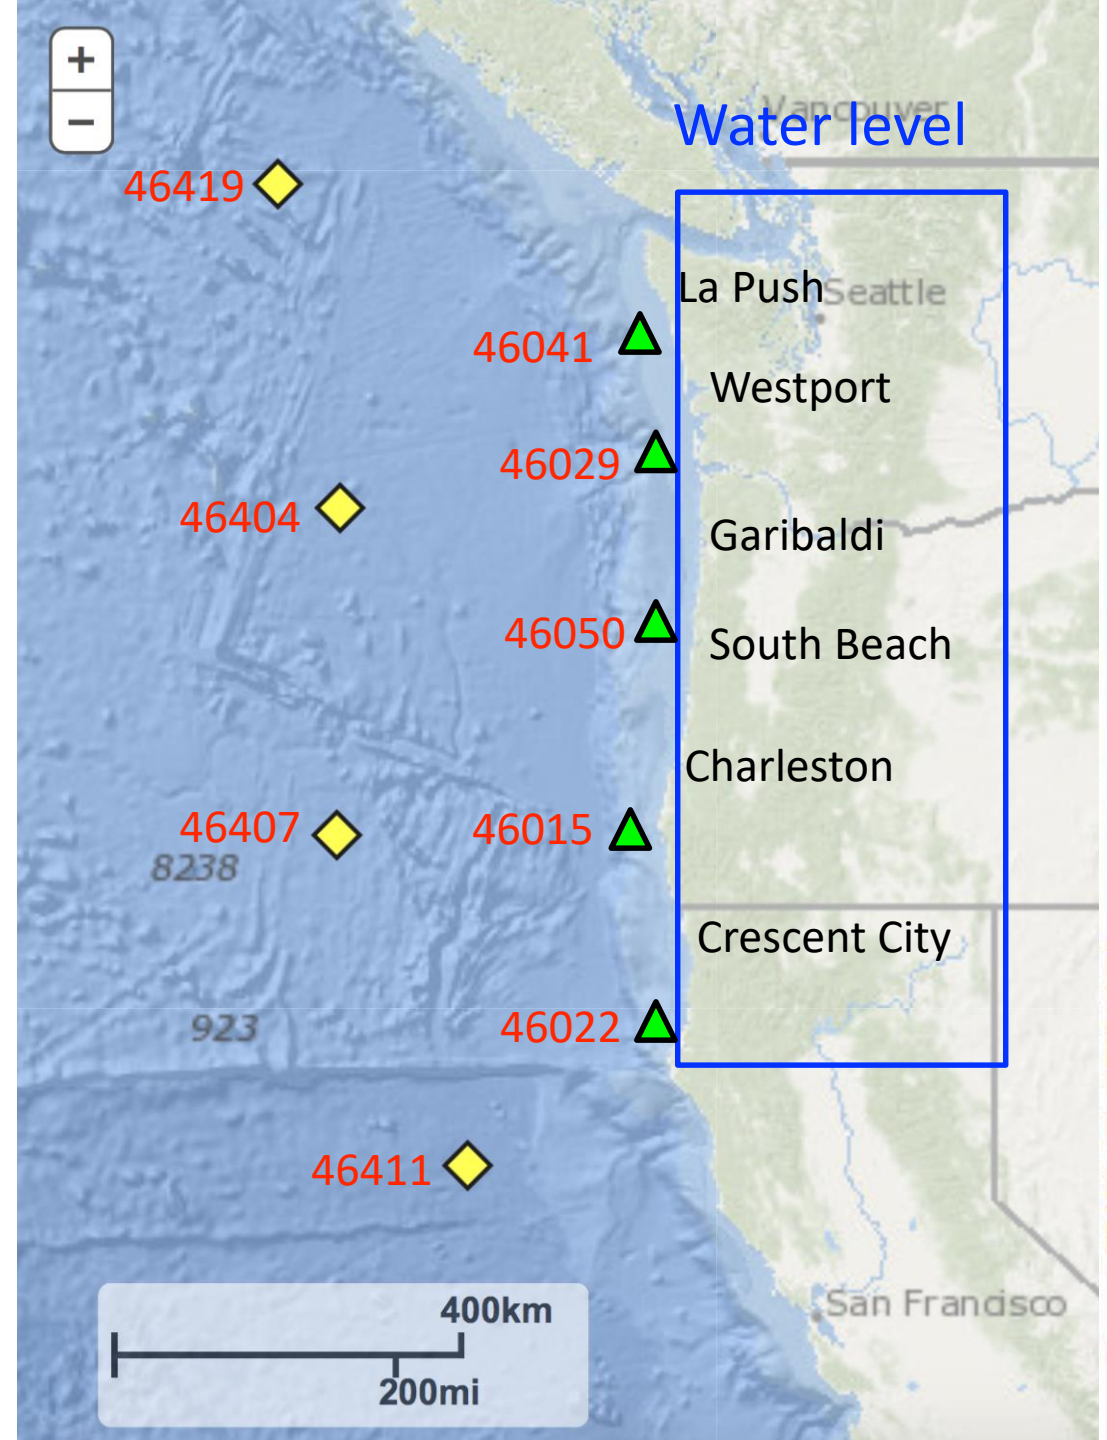 +
−
Vancouver
Water level
46419
La Push
Seattle
46041
Westport
46029
46404
Garibaldi
46050
South Beach
Charleston
46407
46015
8238
Crescent City
923
46022
46411
San Francisco
400km
200mi